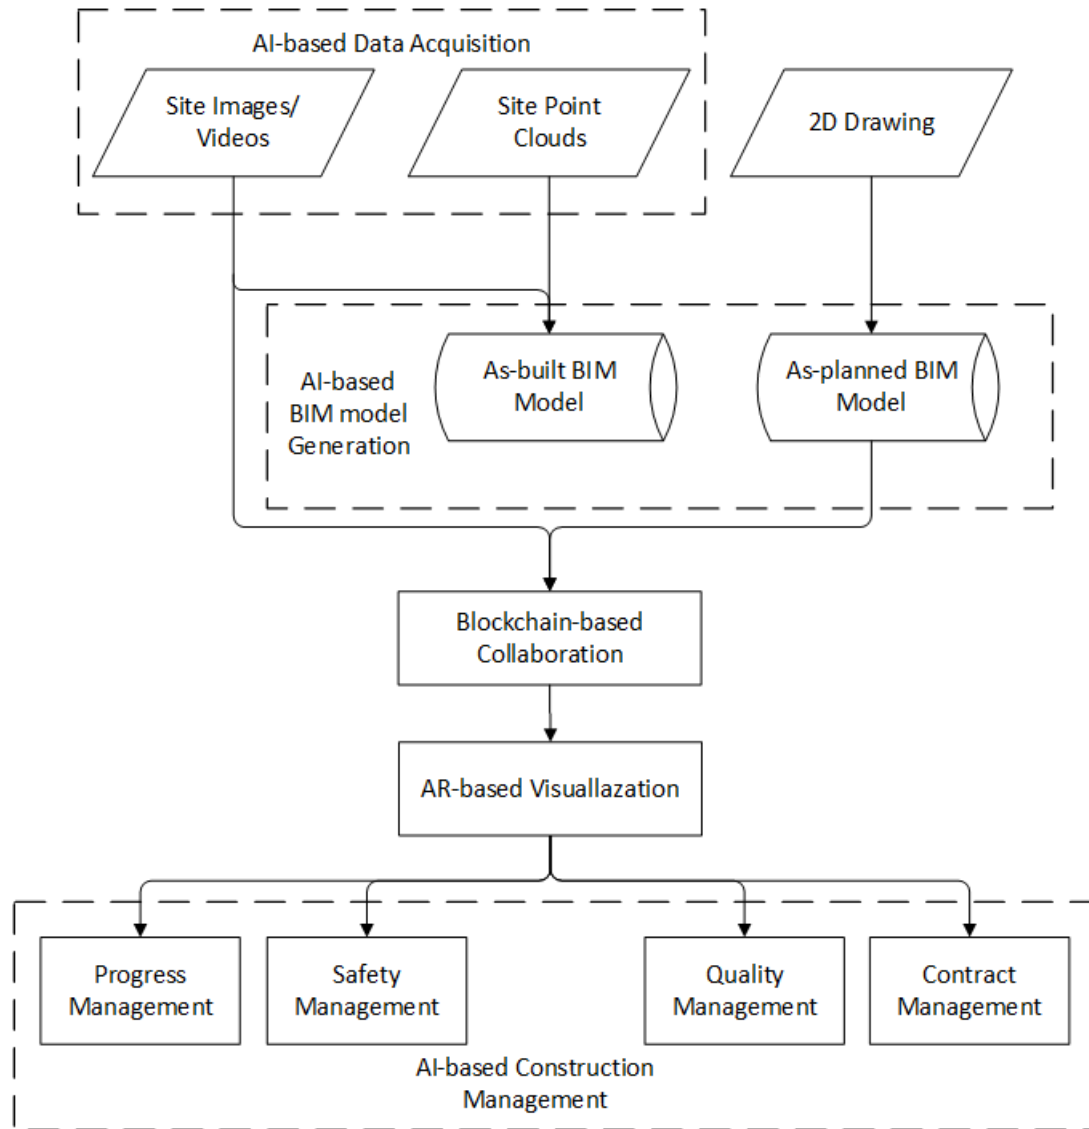 AI-based Data Acquisition
Site Images/
Videos
Site Point
Clouds
2D Drawing
AI-based
BIM model
Generation
As-built BIM
Model
As-planned BIM
Model
Blockchain-based
Collaboration
AR-based Visuallazation
Progress
Management
Safety
Management
Quality
Management
Contract
Management
AI-based Construction
Management